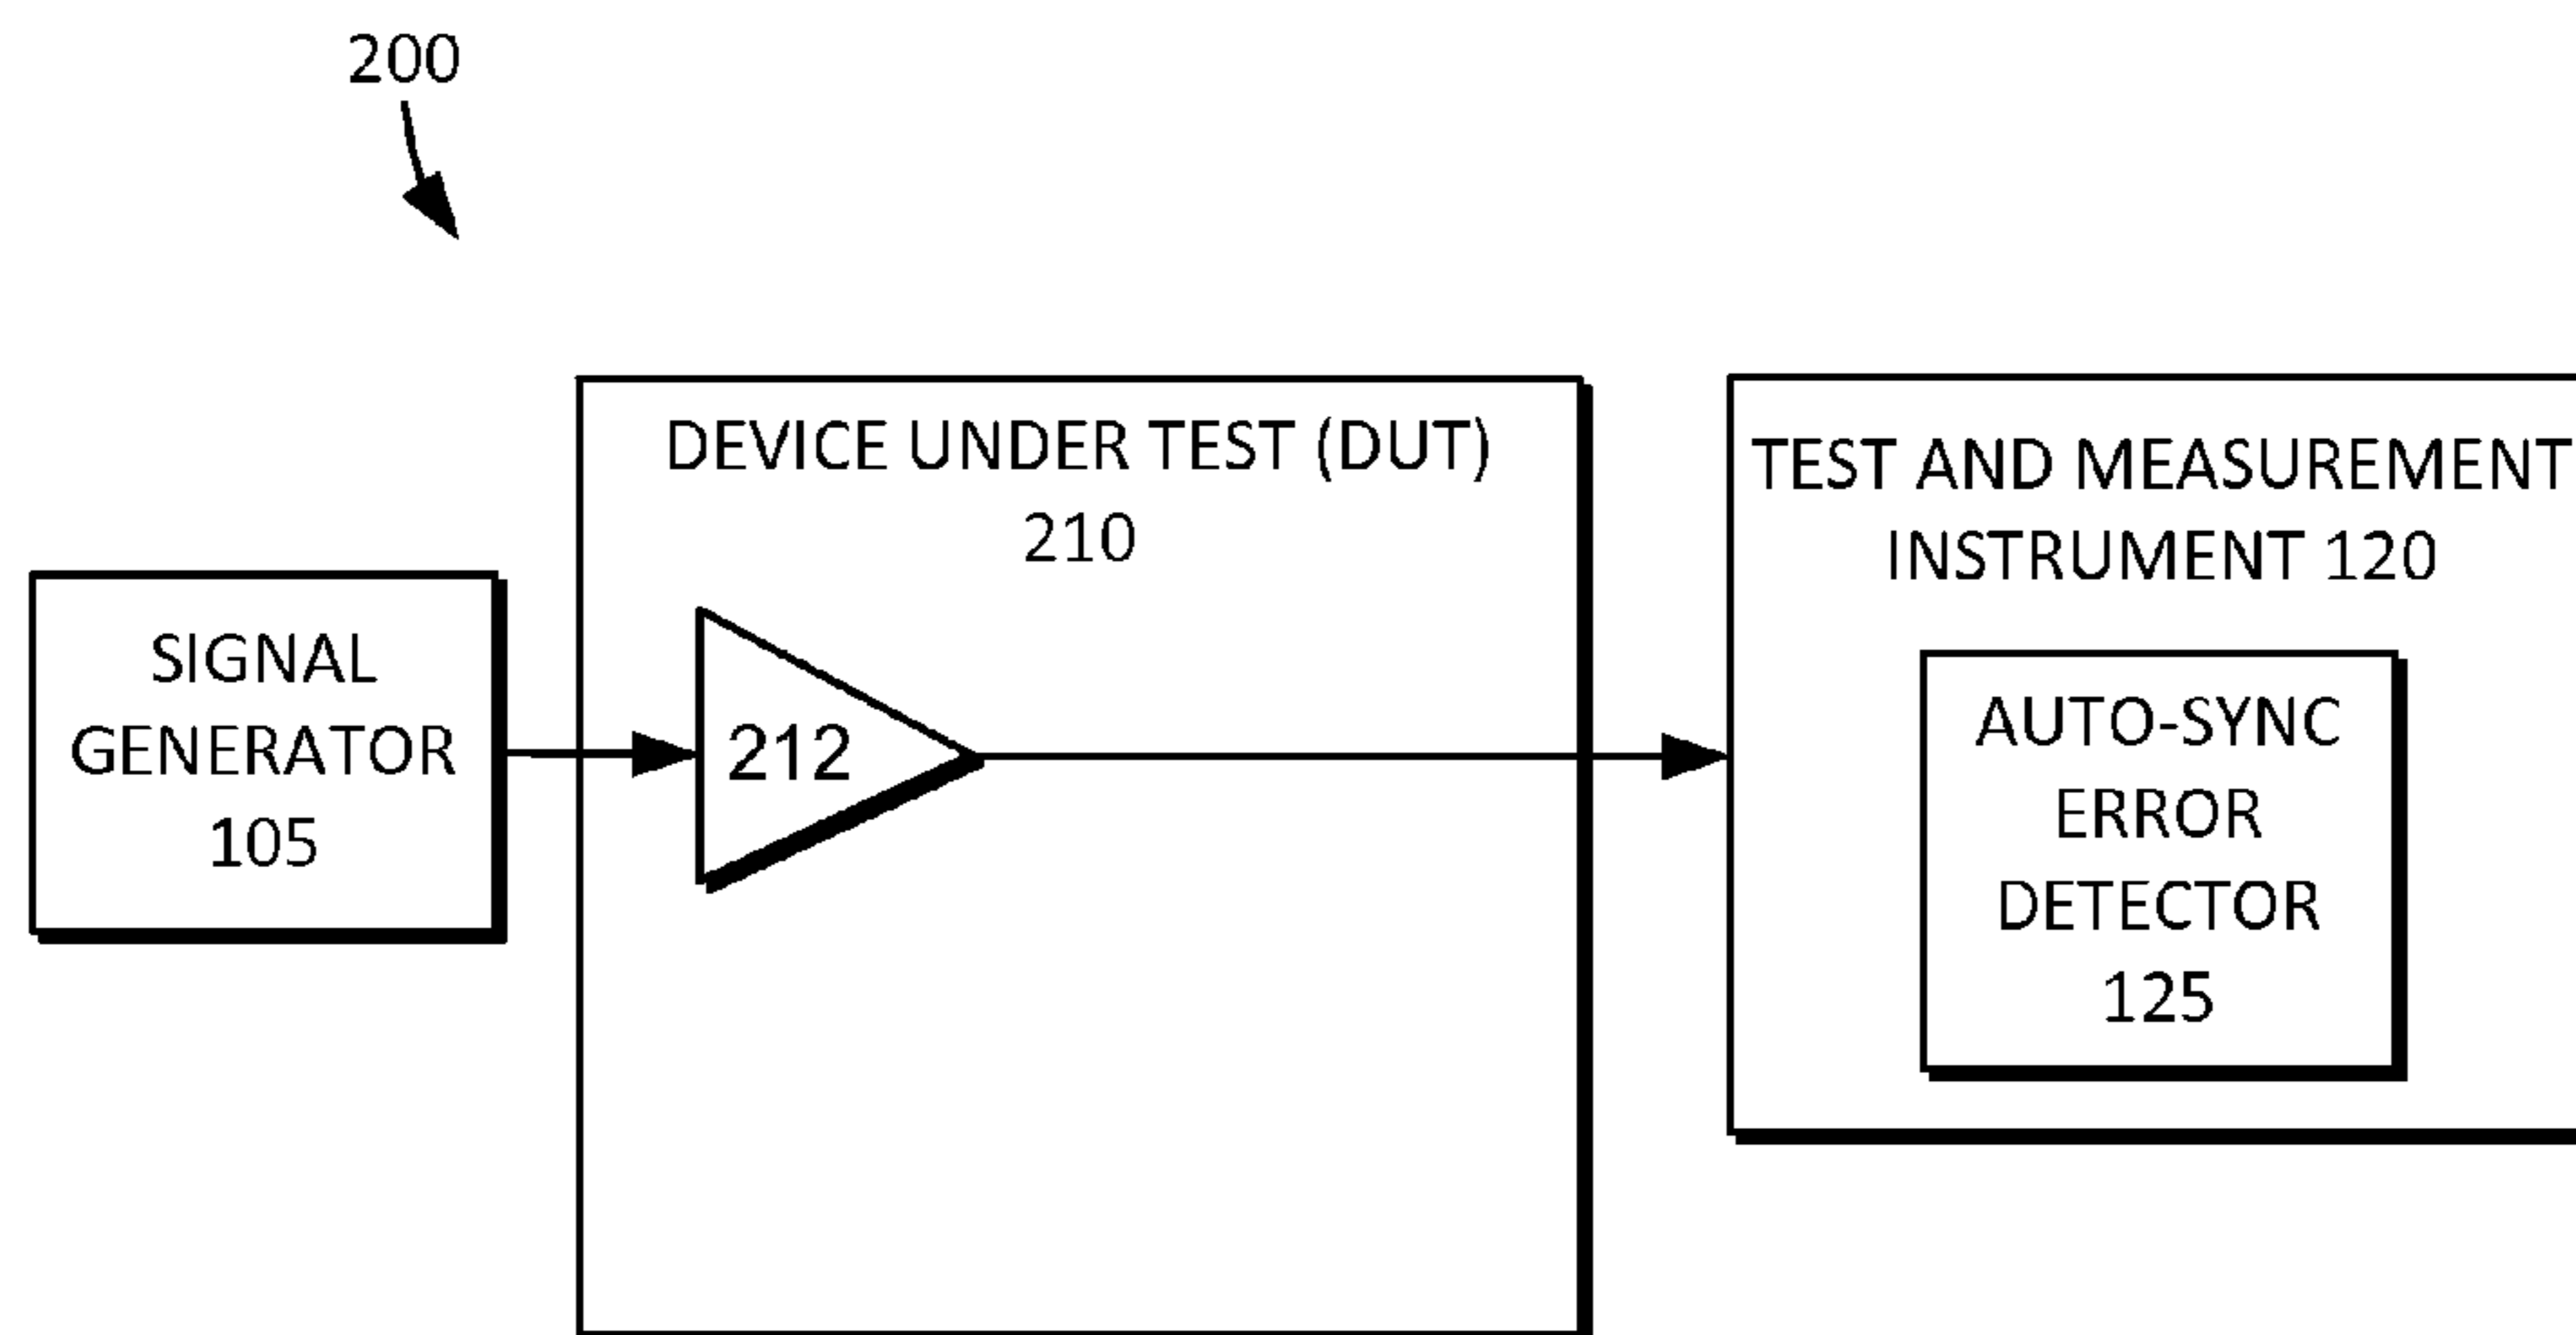 200
DEVICE UNDER TEST (DUT)
210
TEST AND MEASUREMENT
INSTRUMENT 120
SIGNAL
GENERATOR
105
212
AUTO-SYNC
ERROR
DETECTOR
125